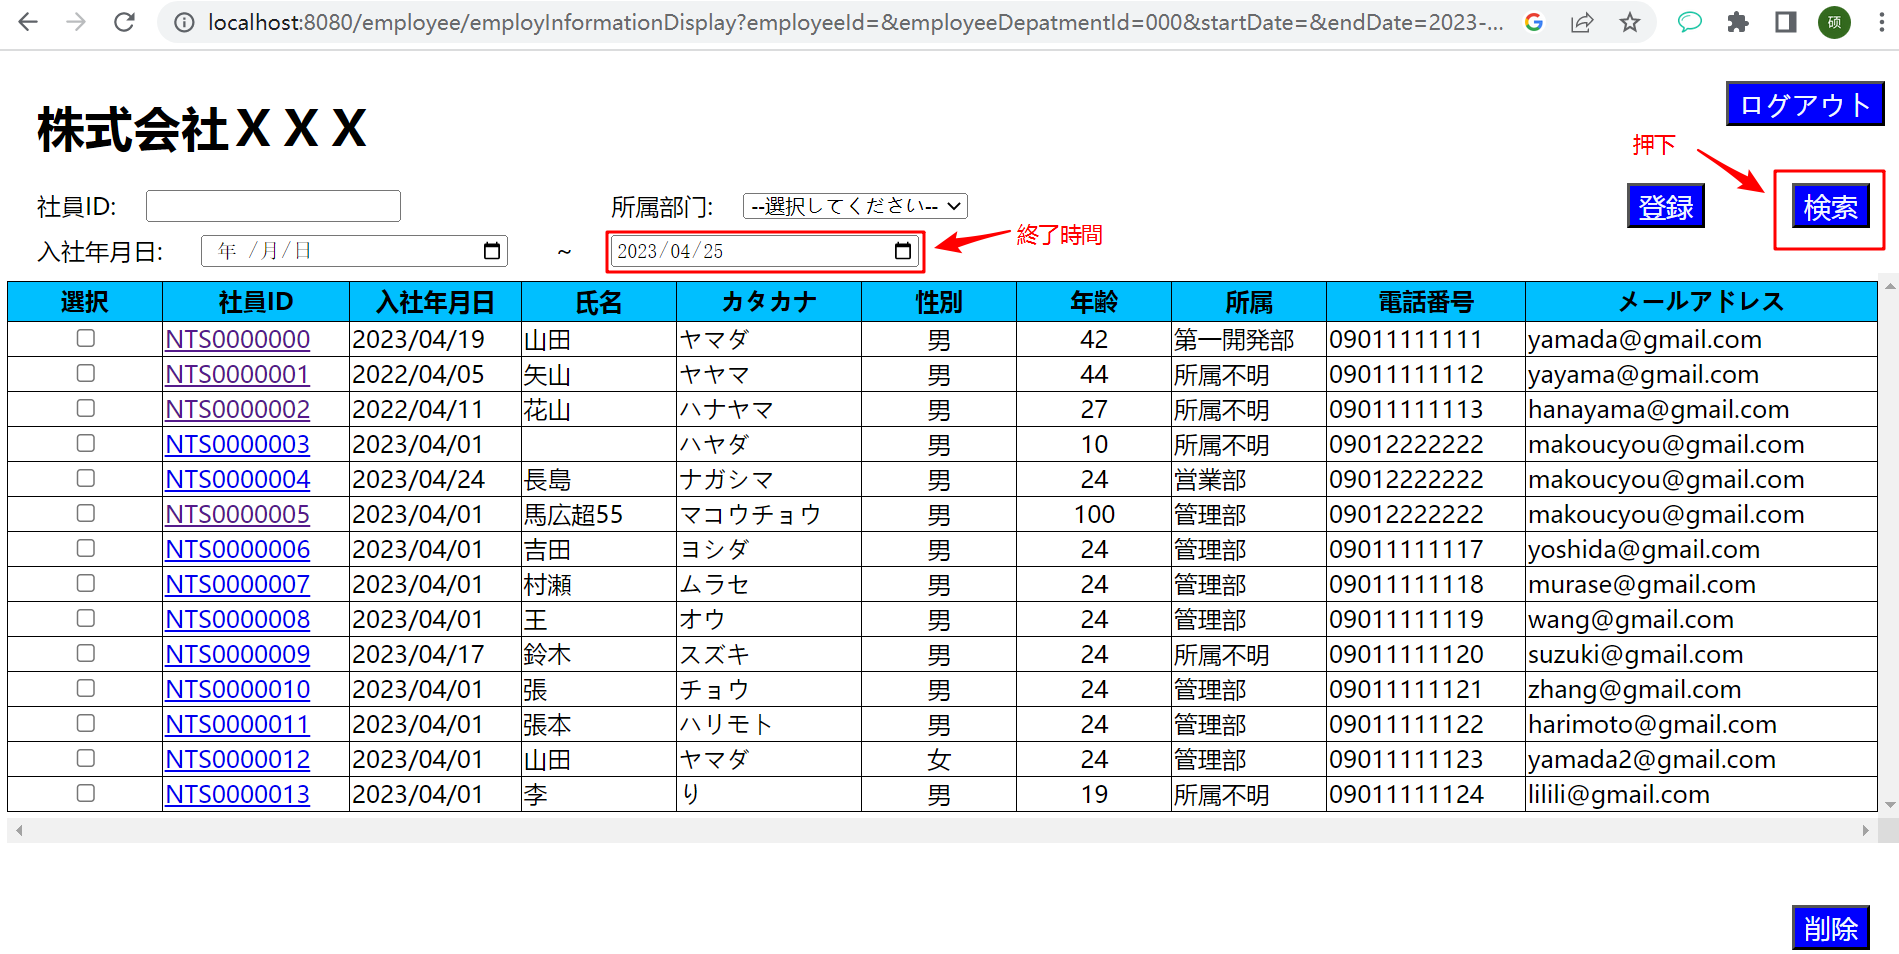 localhost:8080/employee/employInformationDisplay?employeeId=&employeeDepatmentId=000&startDate=&endDate=2023-...
硕
株式会社ＸＸＸ
ログアウト
押下
社員ID:
所属部门:
--選択してください--
登録
検索
入社年月日:
年 /月/日
~
2023/04/25
終了時間
選択 社員ID 入社年月日 氏名 カタカナ 性別 年齢 所属 電話番号 メールアドレス
NTS0000000 2023/04/19 山田 ヤマダ 男 42 第一開発部 09011111111 yamada@gmail.com
NTS0000001 2022/04/05 矢山 ヤヤマ 男 44 所属不明 09011111112 yayama@gmail.com
NTS0000002 2022/04/11 花山 ハナヤマ 男 27 所属不明 09011111113 hanayama@gmail.com
NTS0000003 2023/04/01 ハヤダ 男 10 所属不明 09012222222 makoucyou@gmail.com
NTS0000004 2023/04/24 長島 ナガシマ 男 24 営業部 09012222222 makoucyou@gmail.com
NTS0000005 2023/04/01 馬広超55 マコウチョウ 男 100 管理部 09012222222 makoucyou@gmail.com
NTS0000006 2023/04/01 吉田 ヨシダ 男 24 管理部 09011111117 yoshida@gmail.com
NTS0000007 2023/04/01 村瀬 ムラセ 男 24 管理部 09011111118 murase@gmail.com
NTS0000008 2023/04/01 王 オウ 男 24 管理部 09011111119 wang@gmail.com
NTS0000009 2023/04/17 鈴木 スズキ 男 24 所属不明 09011111120 suzuki@gmail.com
NTS0000010 2023/04/01 張 チョウ 男 24 管理部 09011111121 zhang@gmail.com
NTS0000011 2023/04/01 張本 ハリモト 男 24 管理部 09011111122 harimoto@gmail.com
NTS0000012 2023/04/01 山田 ヤマダ 女 24 管理部 09011111123 yamada2@gmail.com
NTS0000013 2023/04/01 李 り 男 19 所属不明 09011111124 lilili@gmail.com
削除